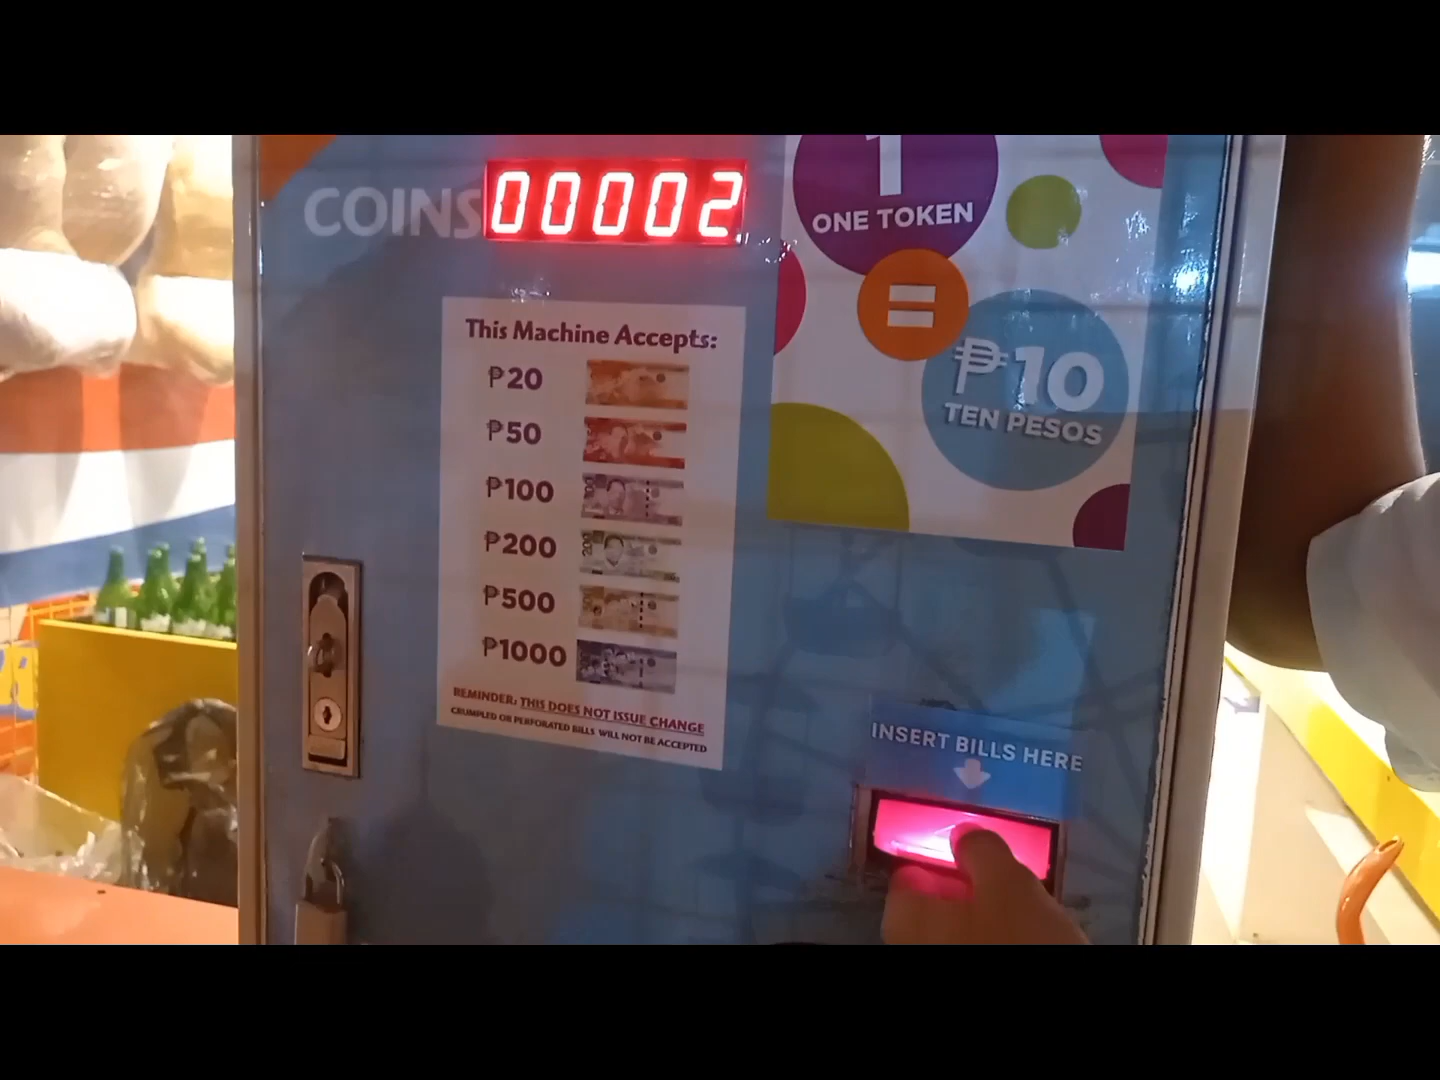 COINS 00002
This Machine Accepts:
₱20
₱50
₱100
₱200
₱500
₱1000
REMINDER: THIS DOES NOT ISSUE CHANGE
CRUMPLED OR PERFORATED BILLS WILL NOT BE ACCEPTED
1
ONE TOKEN
=
₱10
TEN PESOS
INSERT BILLS HERE